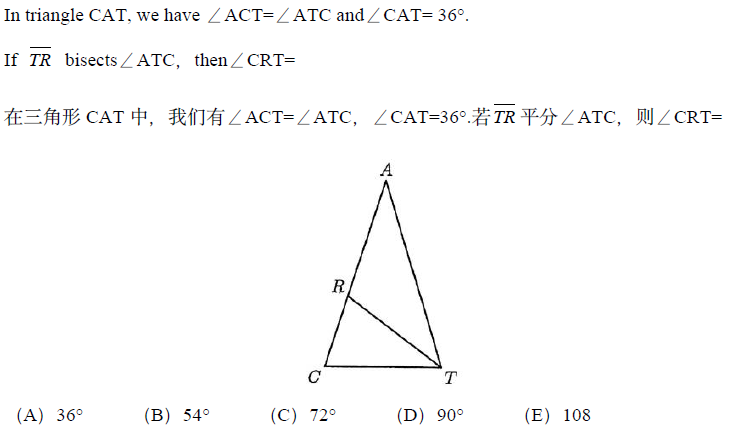 In triangle CAT, we have ∠ACT=∠ATC and∠CAT= 36°.
If TR bisects∠ATC, then∠CRT=
在三角形 CAT 中，我们有∠ACT=∠ATC，∠CAT=36°.若TR平分∠ATC，则∠CRT=
A
R
C
T
(A) 36° (B) 54° (C) 72° (D) 90° (E) 108